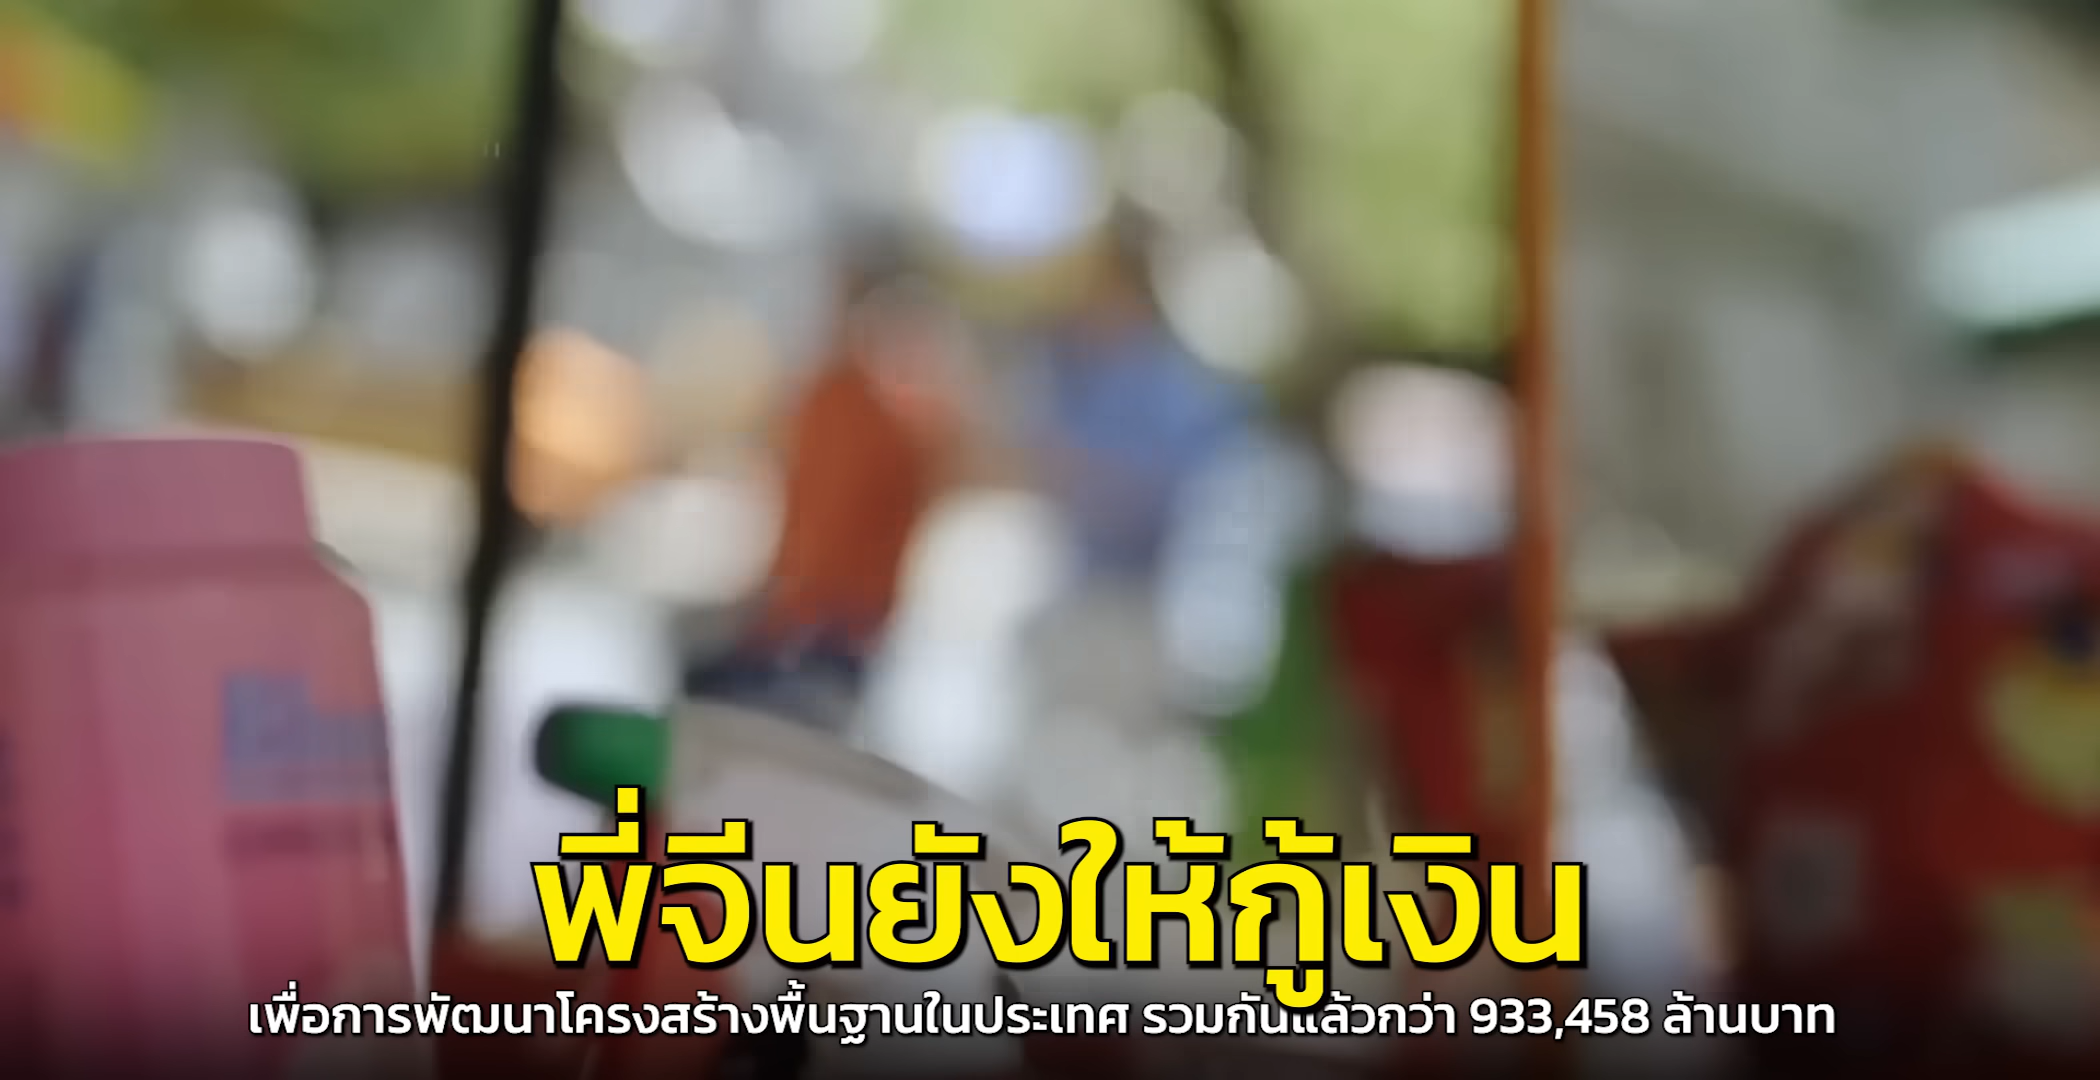 พี่จีนยังให้กู้เงิน
เพื่อการพัฒนาโครงสร้างพื้นฐานในประเทศ รวมกันแล้วกว่า 933,458 ล้านบาท